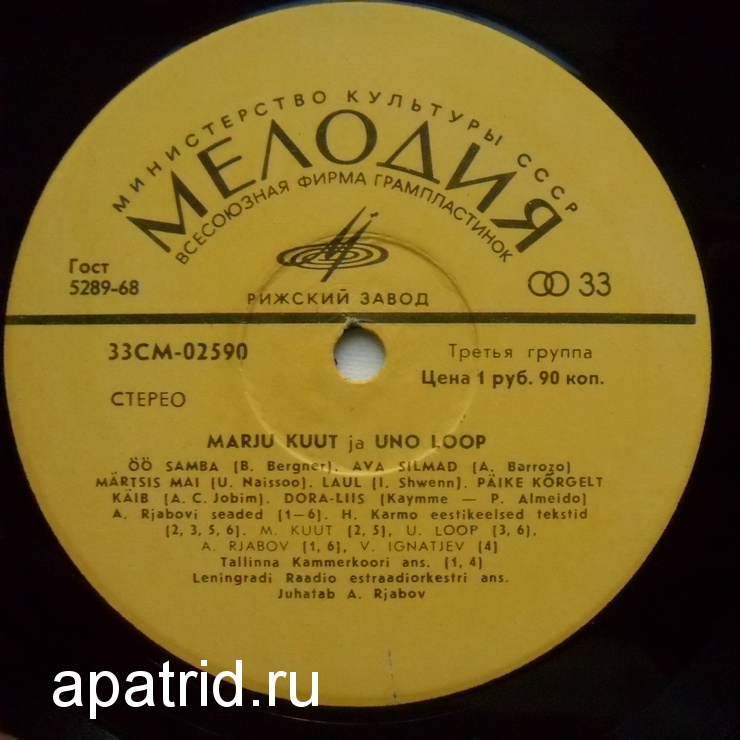 МИНИСТЕРСТВО КУЛЬТУРЫ СССР
МЕЛОДИЯ
ВСЕСОЮЗНАЯ ФИРМА ГРАМПЛАСТИНОК
Гост
5289-68
33
РИЖСКИЙ ЗАВОД
33СМ-02590
Третья группа
Цена 1 руб. 90 коп.
СТЕРЕО
MARJU KUUT ja UNO LOOP
ÖÖ SAMBA (B. Bergner). AVA SILMAD (A. Barrozo)
MÄRTSIS MAI (U. Naissoo). LAUL (I. Shwenn). PÄIKE KÕRGELT
KÄIB (A. C. Jobim). DORA-LIIS (Kaymme — P. Almeido)
A. Rjabovi seaded (1—6). H. Karmo eestikeelsed tekstid
(2, 3, 5, 6). M. KUUT (2, 5), U. LOOP (3, 6),
A. RJABOV (1, 6), V. IGNATJEV (4)
Tallinna Kammerkoori ans. (1, 4)
Leningradi Raadio estraadiorkestri ans.
Juhatab A. Rjabov
apatrid.ru